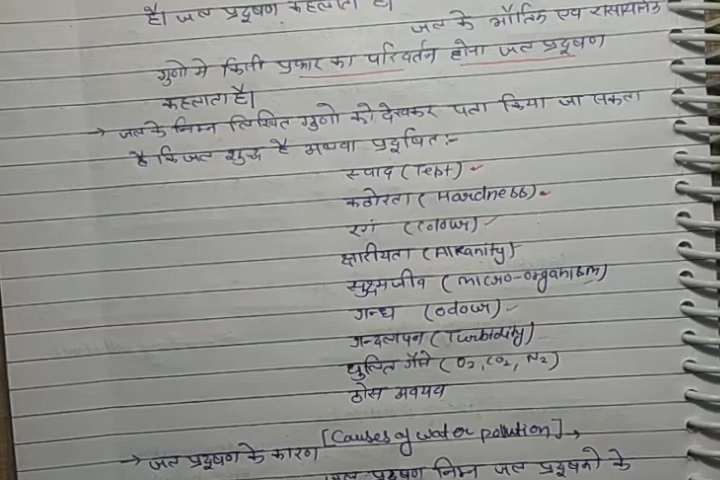 है। जल प्रदूषण कहलाता है।
जल के भौतिक एव रासायनिक
गुणो मे किसी प्रकार का परिवर्तन होना जल प्रदूषण
कहलाता है।
→ जल के निम्न लिखित गुणो को देखकर पता किया जा सकता
है कि जल शुद्ध है अथवा प्रदूषित:-
स्वाद (Test)
कठोरता (Hardness)
रगं (colour)
क्षारीयता (Alkanity)
सुक्ष्मजीव (micro-organism)
गन्ध (odour)
गन्दलापन (Turbidity)
घुलित गैसे (O2, CO2, N2)
ठोस अवयव
→ जल प्रदूषण के कारण [Causes of water pollution] →
जल प्रदूषण निम्न जल प्रदूषको के